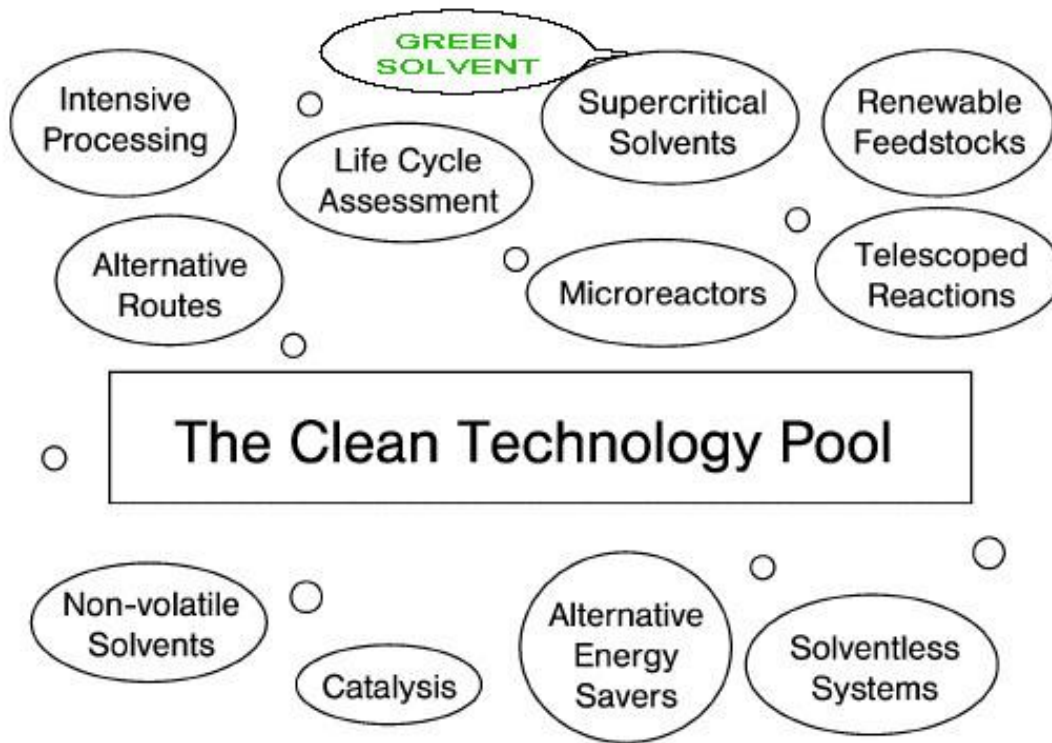 GREEN
SOLVENT
Intensive
Processing
Life Cycle
Assessment
Supercritical
Solvents
Renewable
Feedstocks
Alternative
Routes
Microreactors
Telescoped
Reactions
The Clean Technology Pool
Non-volatile
Solvents
Catalysis
Alternative
Energy
Savers
Solventless
Systems